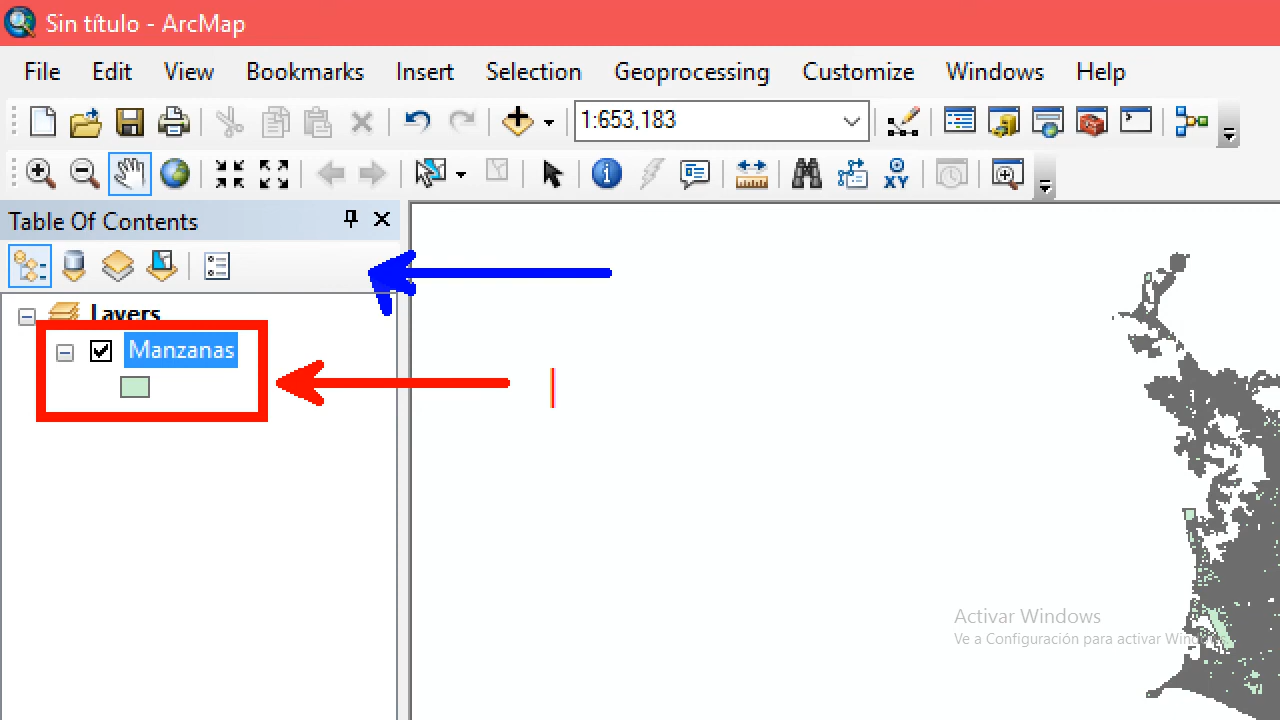 Sin título - ArcMap
File Edit View Bookmarks Insert Selection Geoprocessing Customize Windows Help
1:653,183
XY
Table Of Contents
Layers
Manzanas
Activar Windows
Ve a Configuración para activar Windows